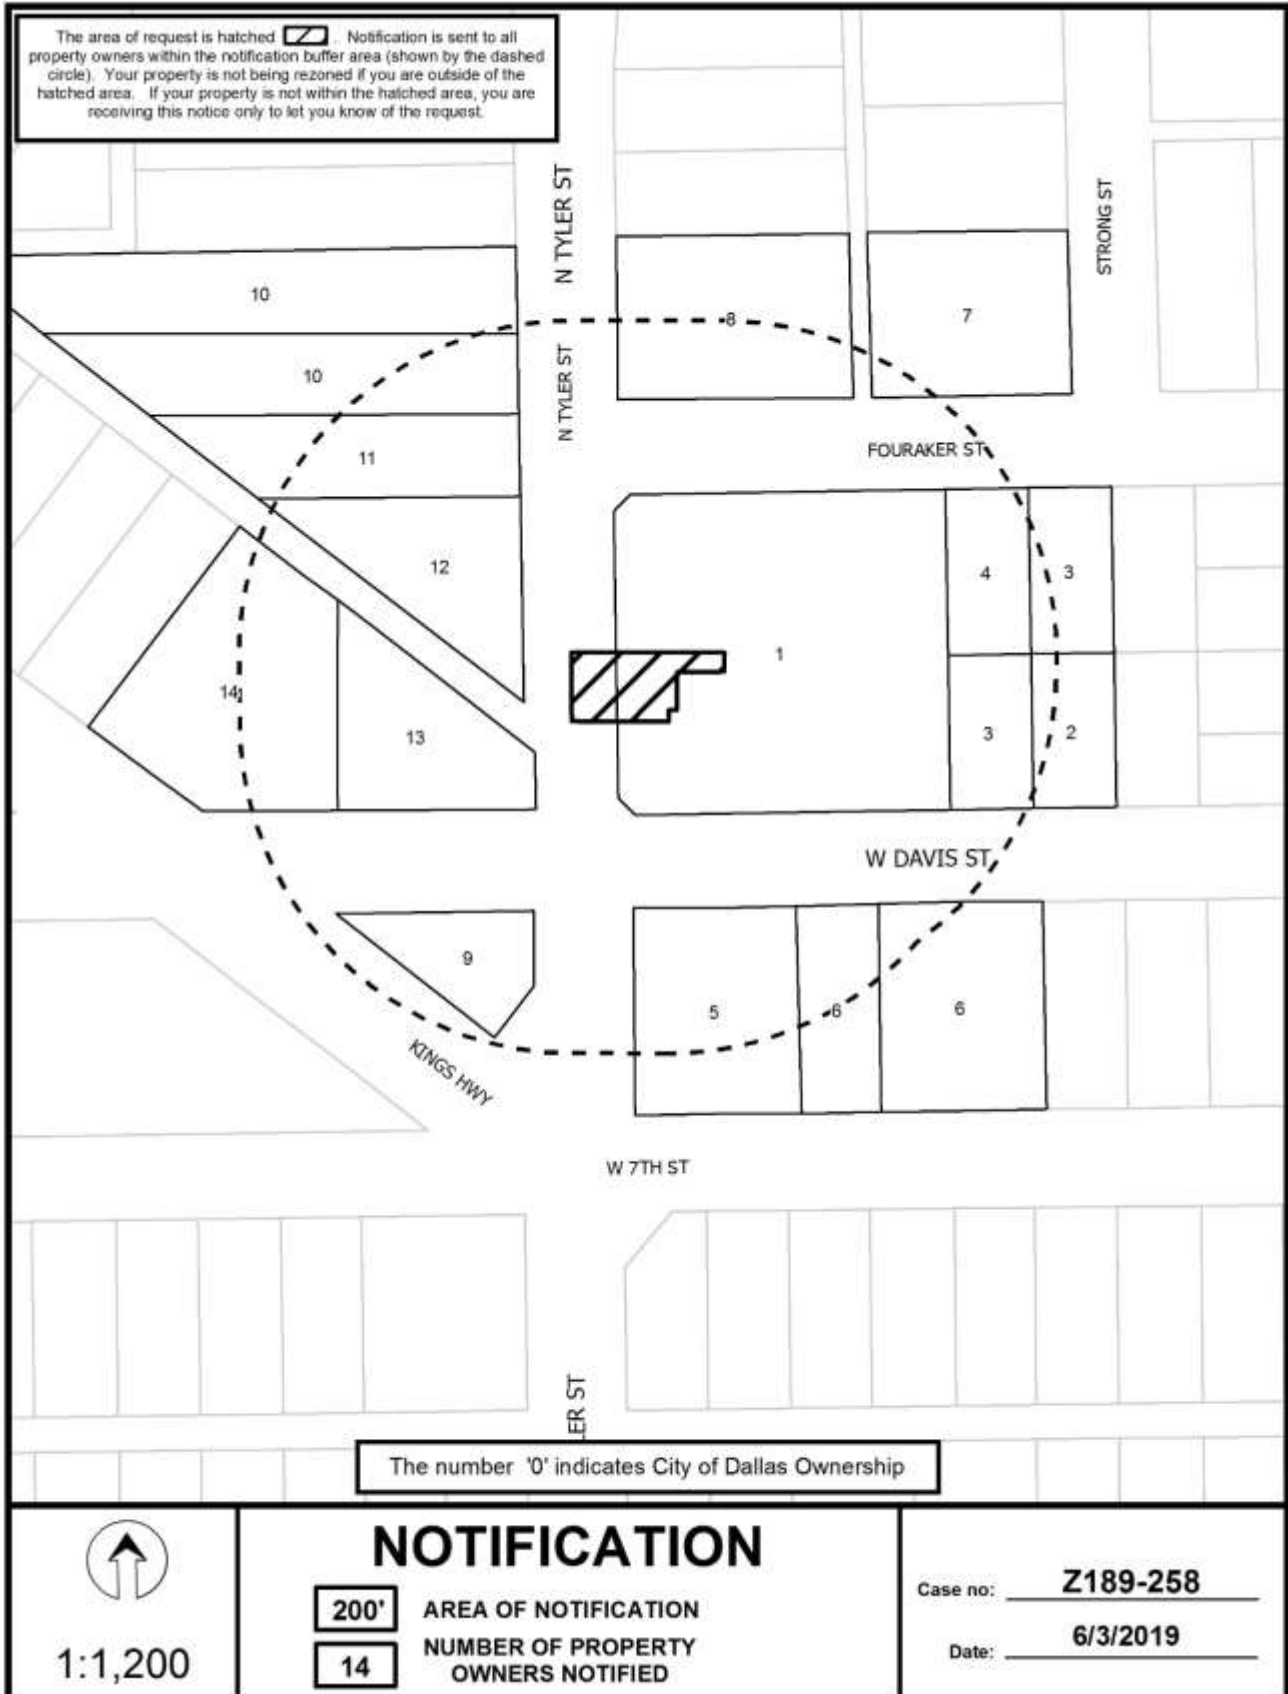 The area of request is hatched . Notification is sent to all
property owners within the notification buffer area (shown by the dashed
circle). Your property is not being rezoned if you are outside of the
hatched area. If your property is not within the hatched area, you are
receiving this notice only to let you know of the request.
N TYLER ST
STRONG ST
10
8
7
10
N TYLER ST
FOURAKER ST
11
12
4
3
1
14
13
3
2
W DAVIS ST
9
5
6
6
KINGS HWY
W 7TH ST
LER ST
The number '0' indicates City of Dallas Ownership
1:1,200
NOTIFICATION
200' AREA OF NOTIFICATION
14 NUMBER OF PROPERTY
OWNERS NOTIFIED
Case no: Z189-258
Date: 6/3/2019